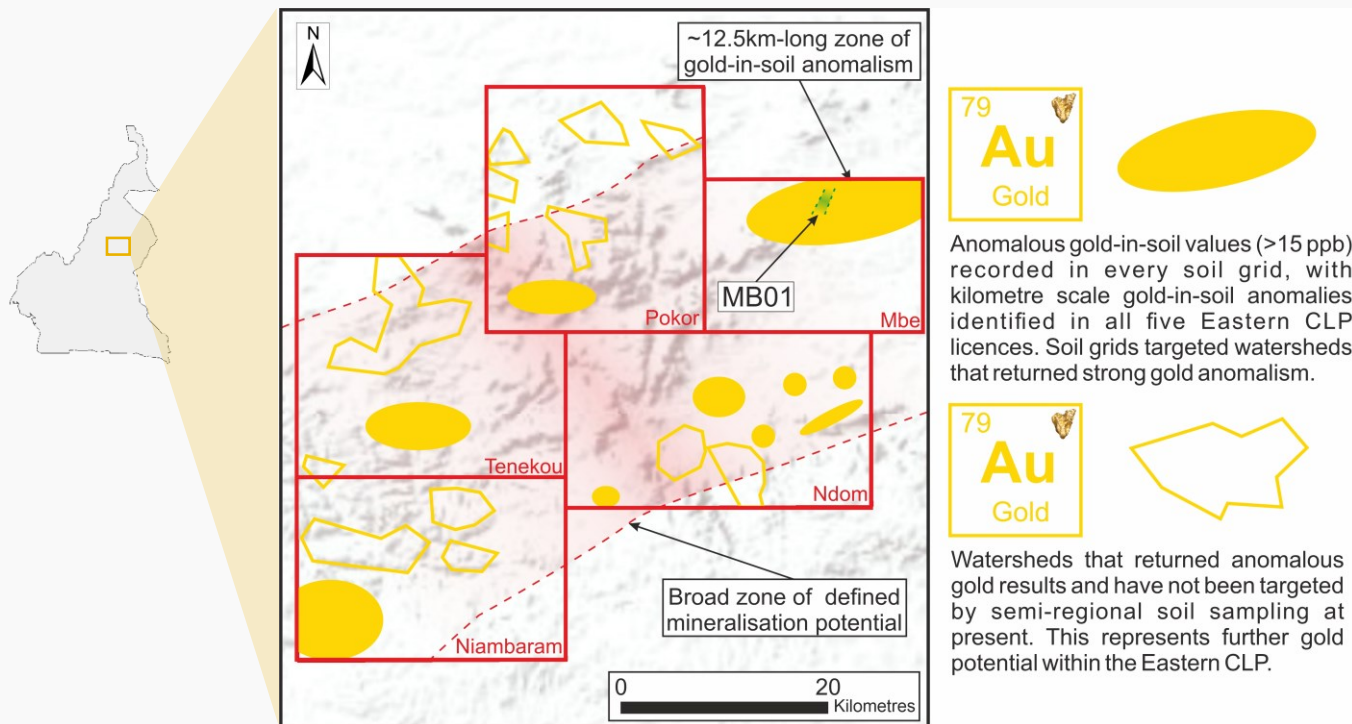 N
~12.5km-long zone of
gold-in-soil anomalism
MB01
Pokor
Mbe
Tenekou
Ndom
Niambaram
Broad zone of defined
mineralisation potential
0 20
Kilometres
79
Au
Gold
Anomalous gold-in-soil values (>15 ppb)
recorded in every soil grid, with
kilometre scale gold-in-soil anomalies
identified in all five Eastern CLP
licences. Soil grids targeted watersheds
that returned strong gold anomalism.
79
Au
Gold
Watersheds that returned anomalous
gold results and have not been targeted
by semi-regional soil sampling at
present. This represents further gold
potential within the Eastern CLP.